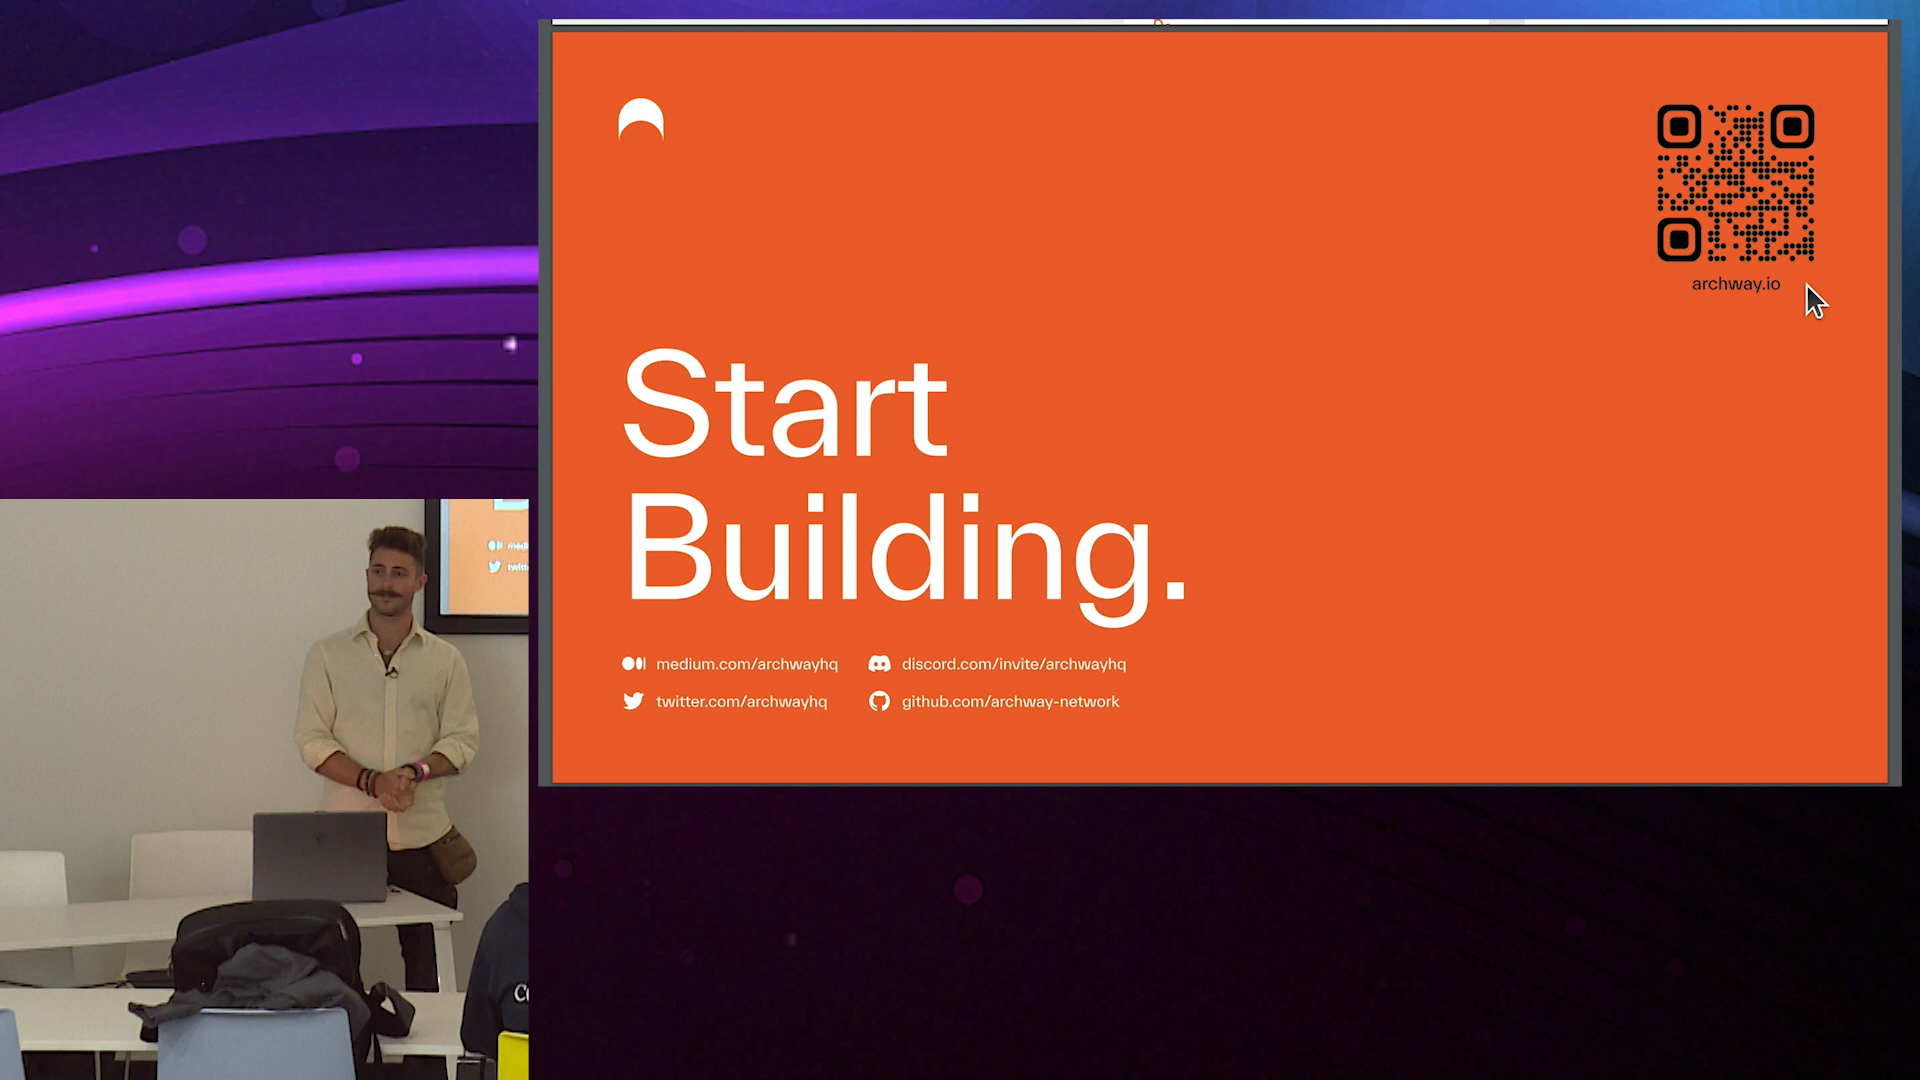 archway.io
Start
Building.
medium.com/archwayhq
discord.com/invite/archwayhq
twitter.com/archwayhq
github.com/archway-network